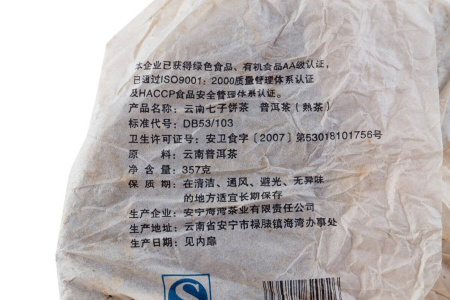 本企业已获得绿色食品、有机食品AA级认证,
已通过ISO9001：2000质量管理体系认证
及HACCP食品安全管理体系认证。
产品名称：云南七子饼茶 普洱茶（熟茶）
标准代号：DB53/103
卫生许可证号：安卫食字〔2007〕第53018101756号
原 料：云南普洱茶
净 含 量：357克
保 质 期：在清洁、通风、避光、无异味
的地方适宜长期保存
生产企业：安宁海湾茶业有限责任公司
生产地址：云南省安宁市禄脿镇海湾办事处
生产日期：见内扉
S